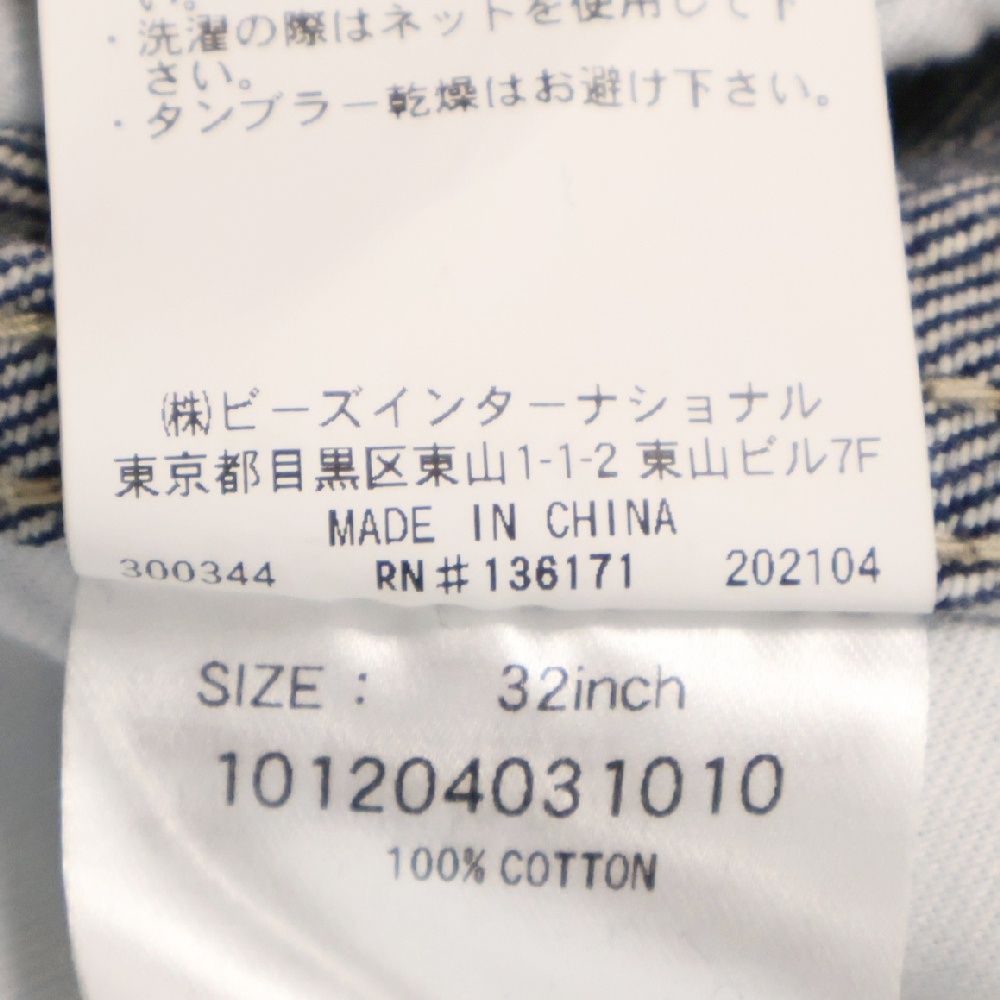 い。
・洗濯の際はネットを使用して下
さい。
・タンブラー乾燥はお避け下さい。
㈱ビーズインターナショナル
東京都目黒区東山1-1-2 東山ビル7F
MADE IN CHINA
300344 RN#136171 202104
SIZE : 32inch
101204031010
100% COTTON